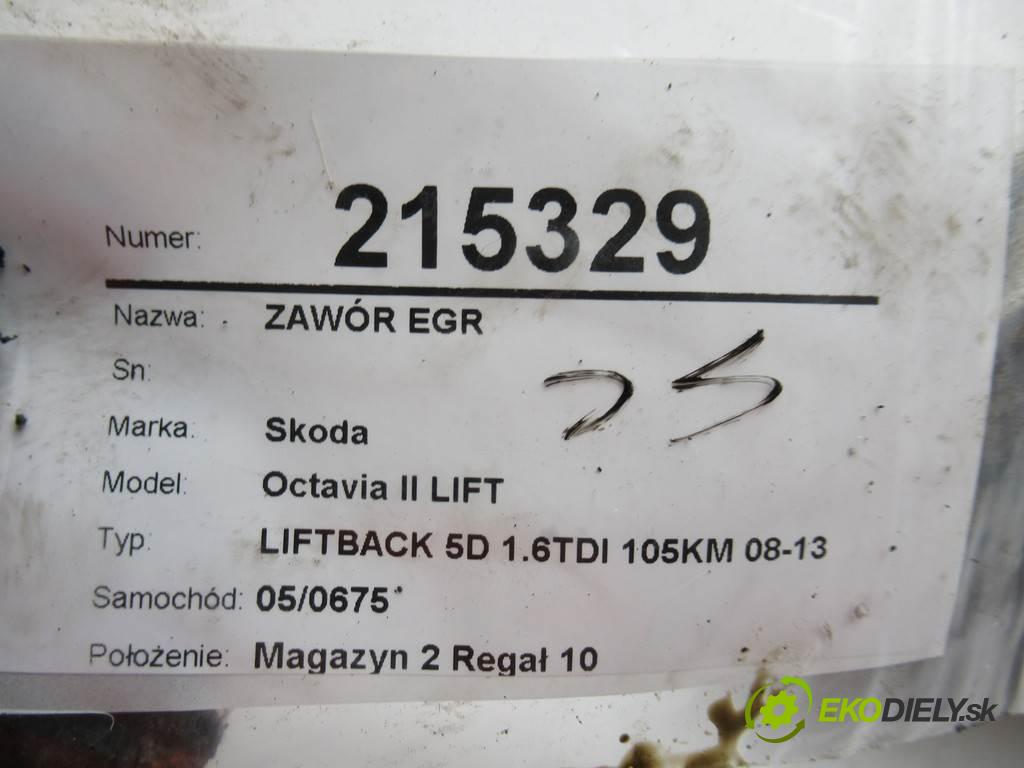 Numer: 215329
Nazwa: ZAWÓR EGR
Sn:
Marka: Skoda
Model: Octavia II LIFT
Typ: LIFTBACK 5D 1.6TDI 105KM 08-13
Samochód: 05/0675
Położenie: Magazyn 2 Regał 10
EKODIELY.sk